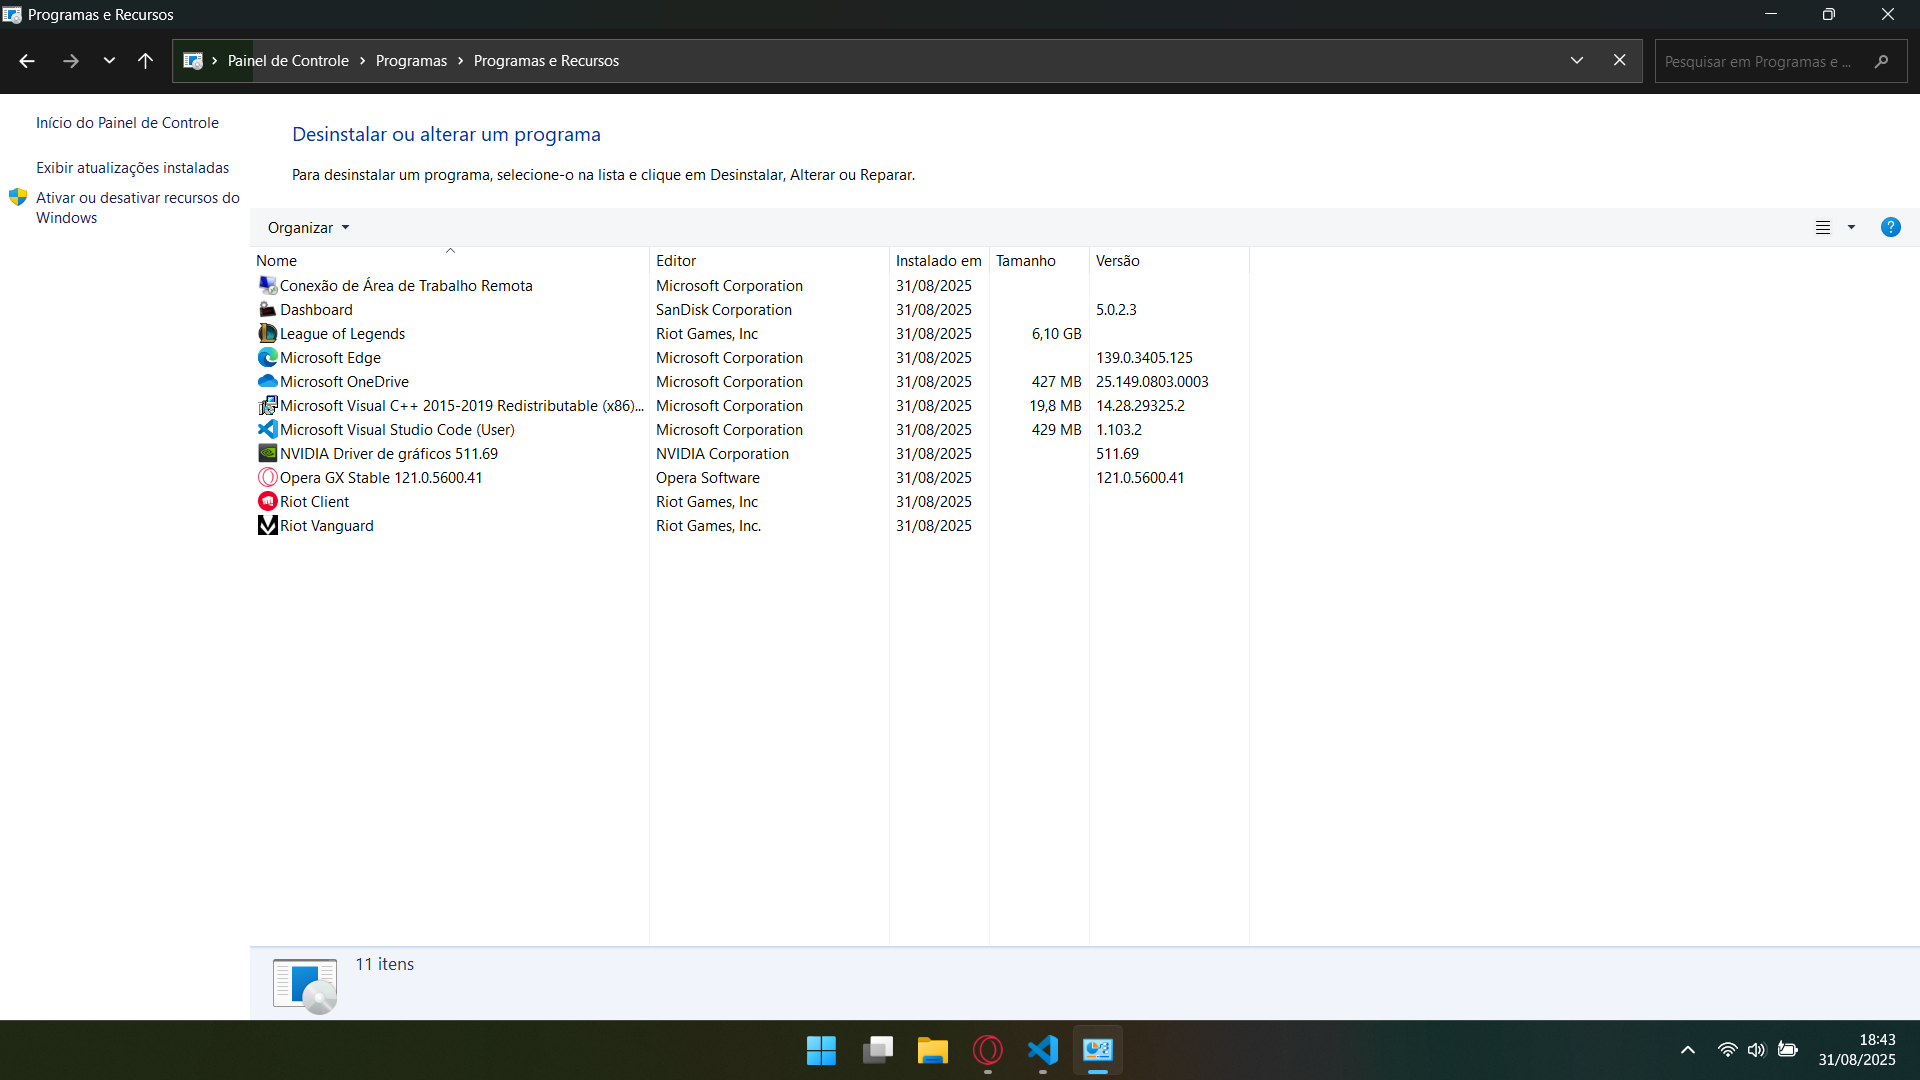 Programas e Recursos
Painel de Controle > Programas > Programas e Recursos
Pesquisar em Programas e ...
Início do Painel de Controle
Exibir atualizações instaladas
Ativar ou desativar recursos do
Windows
Desinstalar ou alterar um programa
Para desinstalar um programa, selecione-o na lista e clique em Desinstalar, Alterar ou Reparar.
Organizar
Nome Editor Instalado em Tamanho Versão
Conexão de Área de Trabalho Remota Microsoft Corporation 31/08/2025
Dashboard SanDisk Corporation 31/08/2025 5.0.2.3
League of Legends Riot Games, Inc 31/08/2025 6,10 GB
Microsoft Edge Microsoft Corporation 31/08/2025 139.0.3405.125
Microsoft OneDrive Microsoft Corporation 31/08/2025 427 MB 25.149.0803.0003
Microsoft Visual C++ 2015-2019 Redistributable (x86)... Microsoft Corporation 31/08/2025 19,8 MB 14.28.29325.2
Microsoft Visual Studio Code (User) Microsoft Corporation 31/08/2025 429 MB 1.103.2
NVIDIA Driver de gráficos 511.69 NVIDIA Corporation 31/08/2025 511.69
Opera GX Stable 121.0.5600.41 Opera Software 31/08/2025 121.0.5600.41
Riot Client Riot Games, Inc 31/08/2025
Riot Vanguard Riot Games, Inc. 31/08/2025
11 itens
18:43
31/08/2025